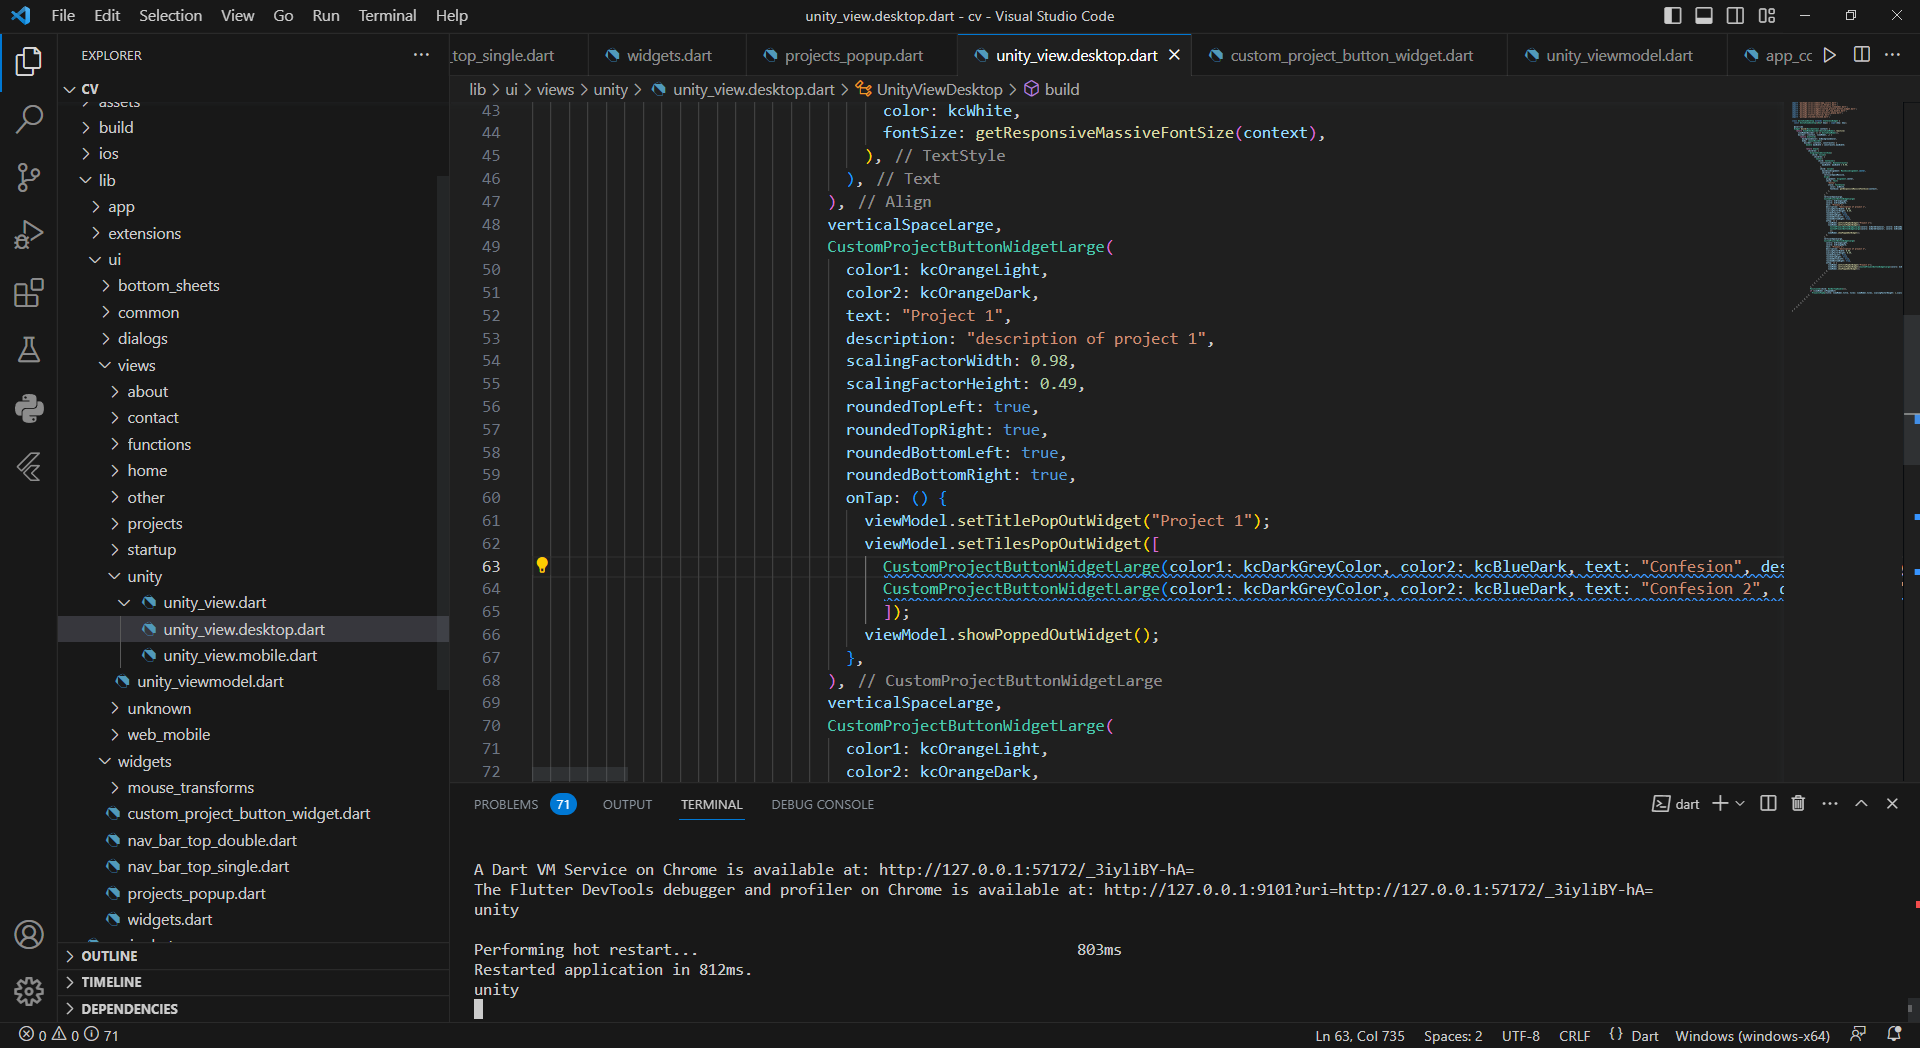 File Edit Selection View Go Run Terminal Help
unity_view.desktop.dart - cv - Visual Studio Code
EXPLORER
_top_single.dart widgets.dart projects_popup.dart unity_view.desktop.dart custom_project_button_widget.dart unity_viewmodel.dart app_cc
lib > ui > views > unity > unity_view.desktop.dart > UnityViewDesktop > build
CV
assets
build
ios
lib
app
extensions
ui
bottom_sheets
common
dialogs
views
about
contact
functions
home
other
projects
startup
unity
unity_view.dart
unity_view.desktop.dart
unity_view.mobile.dart
unity_viewmodel.dart
unknown
web_mobile
widgets
mouse_transforms
custom_project_button_widget.dart
nav_bar_top_double.dart
nav_bar_top_single.dart
projects_popup.dart
widgets.dart
OUTLINE
TIMELINE
DEPENDENCIES
43 color: kcWhite,
44 fontSize: getResponsiveMassiveFontSize(context),
45 ), // TextStyle
46 ), // Text
47 ), // Align
48 verticalSpaceLarge,
49 CustomProjectButtonWidgetLarge(
50 color1: kcOrangeLight,
51 color2: kcOrangeDark,
52 text: "Project 1",
53 description: "description of project 1",
54 scalingFactorWidth: 0.98,
55 scalingFactorHeight: 0.49,
56 roundedTopLeft: true,
57 roundedTopRight: true,
58 roundedBottomLeft: true,
59 roundedBottomRight: true,
60 onTap: () {
61 viewModel.setTitlePopOutWidget("Project 1");
62 viewModel.setTilesPopOutWidget([
63 CustomProjectButtonWidgetLarge(color1: kcDarkGreyColor, color2: kcBlueDark, text: "Confesion", des
64 CustomProjectButtonWidgetLarge(color1: kcDarkGreyColor, color2: kcBlueDark, text: "Confesion 2", d
65 ]);
66 viewModel.showPoppedOutWidget();
67 },
68 ), // CustomProjectButtonWidgetLarge
69 verticalSpaceLarge,
70 CustomProjectButtonWidgetLarge(
71 color1: kcOrangeLight,
72 color2: kcOrangeDark,
PROBLEMS 71 OUTPUT TERMINAL DEBUG CONSOLE
dart
A Dart VM Service on Chrome is available at: http://127.0.0.1:57172/_3iyliBY-hA=
The Flutter DevTools debugger and profiler on Chrome is available at: http://127.0.0.1:9101?uri=http://127.0.0.1:57172/_3iyliBY-hA=
unity
Performing hot restart... 803ms
Restarted application in 812ms.
unity
0 0 71
Ln 63, Col 735 Spaces: 2 UTF-8 CRLF {} Dart Windows (windows-x64)